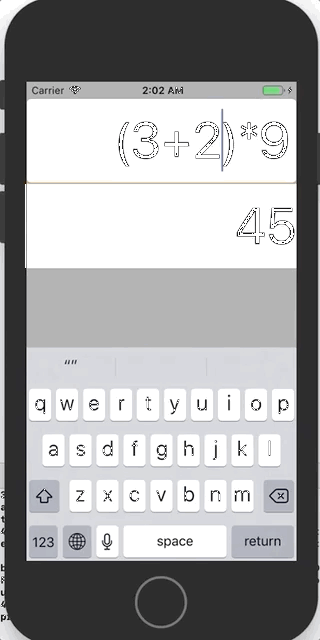 Carrier 2:02 AM
(3+2)*9
45
""
q w e r t y u i o p
a s d f g h j k l
z x c v b n m
123 space return